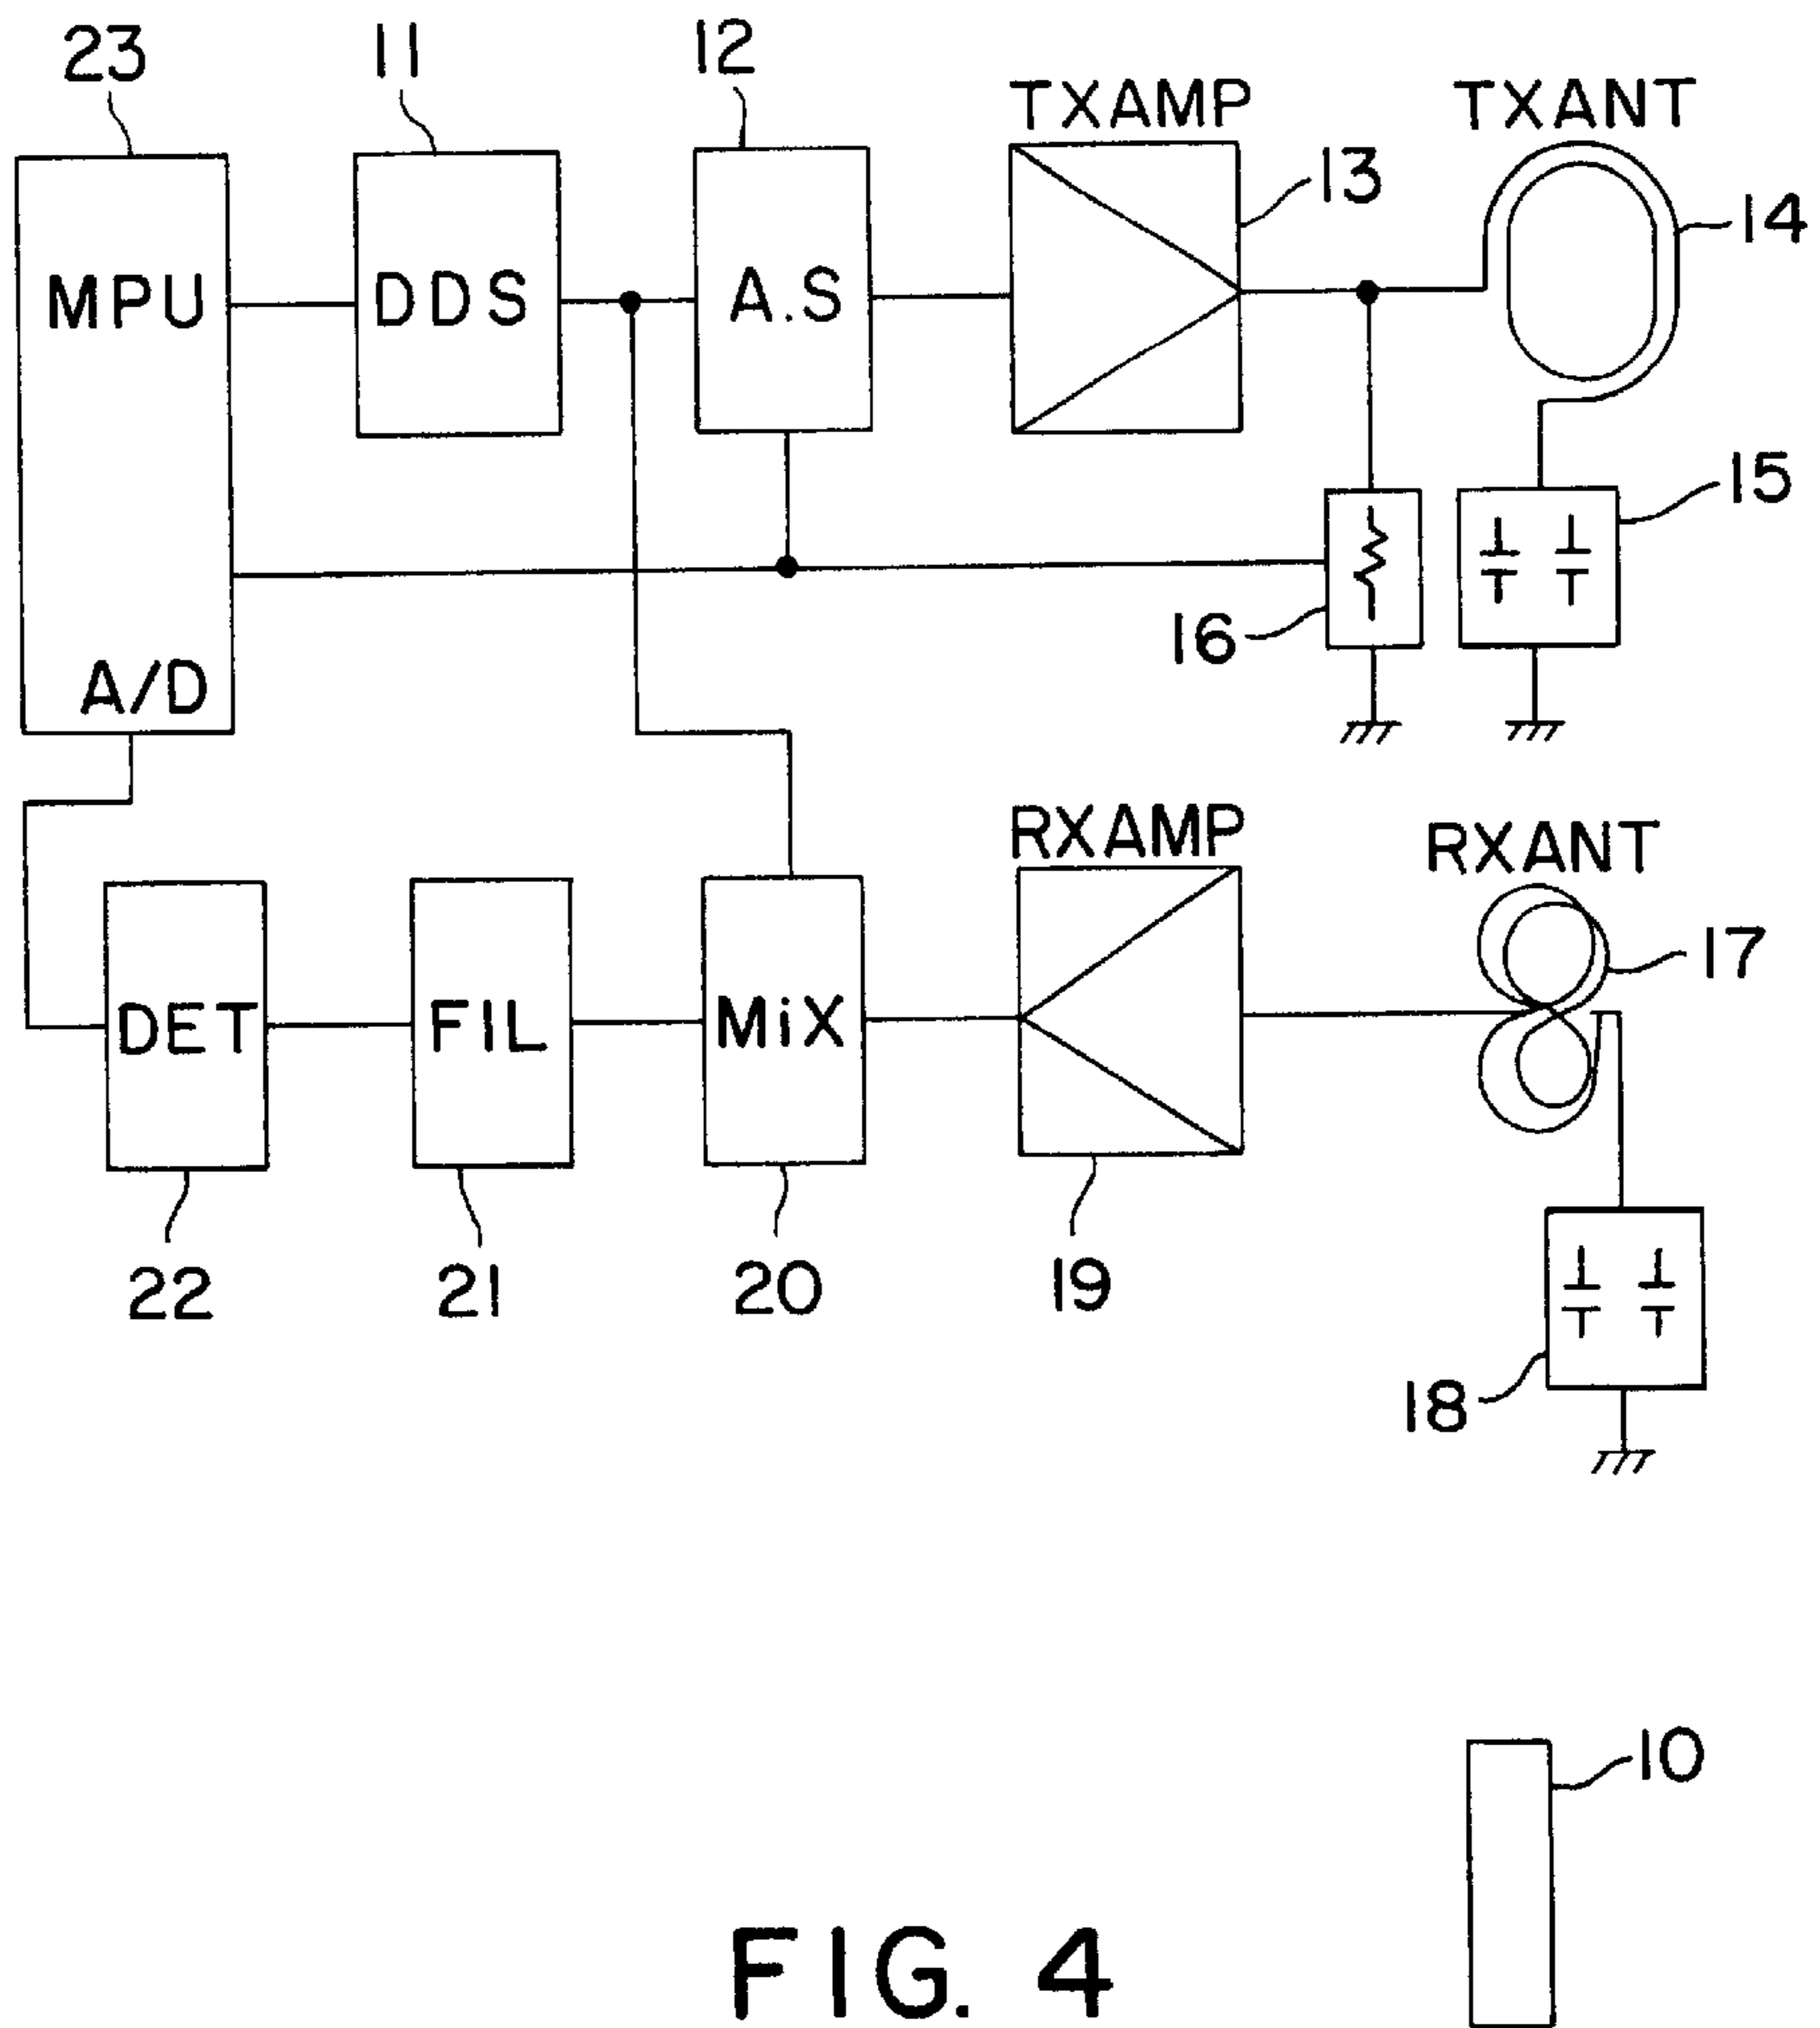 23
11
12
TXAMP
TXANT
13
14
MPU
DDS
A.S
15
16
A/D
RXAMP
RXANT
17
DET
FIL
MiX
22
21
20
19
18
10
FIG. 4